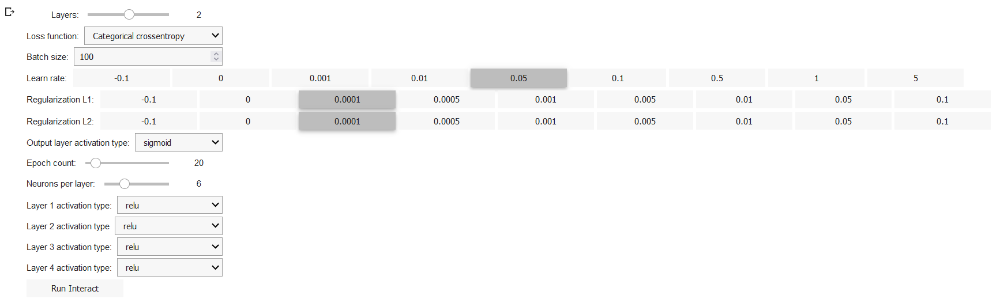 Layers: 2
Loss function: Categorical crossentropy
Batch size: 100
Learn rate: -0.1 0 0.001 0.01 0.05 0.1 0.5 1 5
Regularization L1: -0.1 0 0.0001 0.0005 0.001 0.005 0.01 0.05 0.1
Regularization L2: -0.1 0 0.0001 0.0005 0.001 0.005 0.01 0.05 0.1
Output layer activation type: sigmoid
Epoch count: 20
Neurons per layer: 6
Layer 1 activation type: relu
Layer 2 activation type relu
Layer 3 activation type: relu
Layer 4 activation type: relu
Run Interact